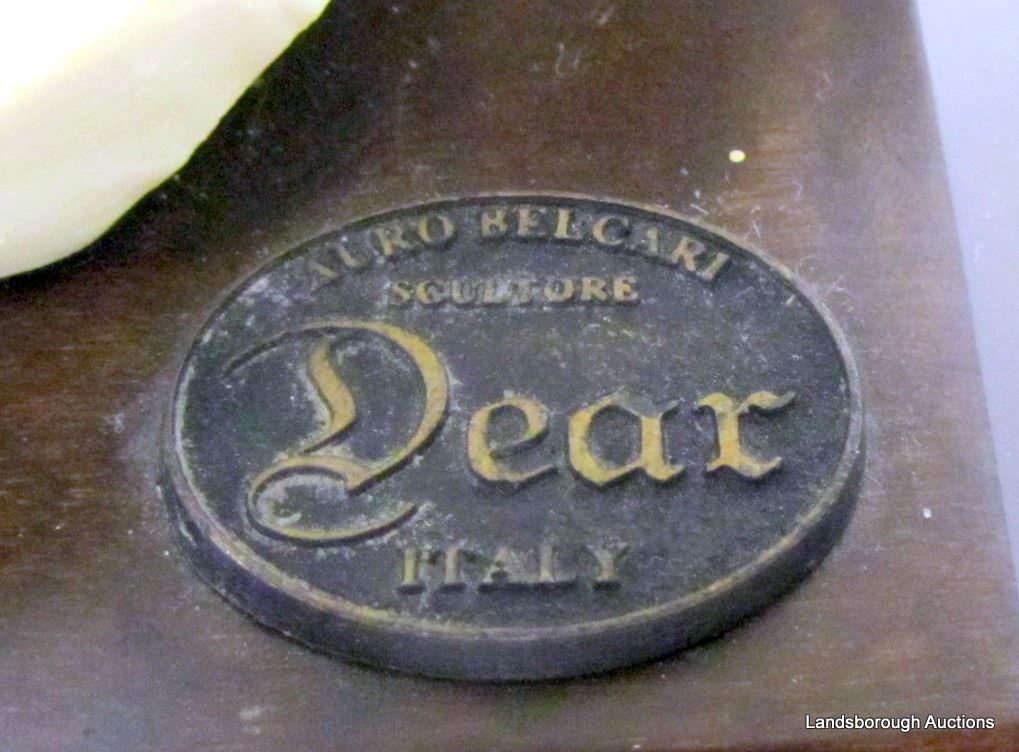 AURO BELCARI
SCULTORE
Dear
ITALY
Landsborough Auctions